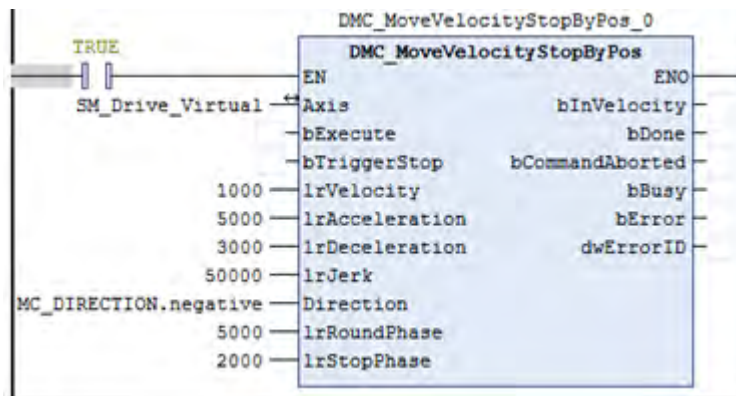 DMC_MoveVelocityStopByPos_0
TRUE
DMC_MoveVelocityStopByPos
EN ENO
SM_Drive_Virtual Axis bInVelocity
bExecute bDone
bTriggerStop bCommandAborted
1000 lrVelocity bBusy
5000 lrAcceleration bError
3000 lrDeceleration dwErrorID
50000 lrJerk
MC_DIRECTION.negative Direction
5000 lrRoundPhase
2000 lrStopPhase